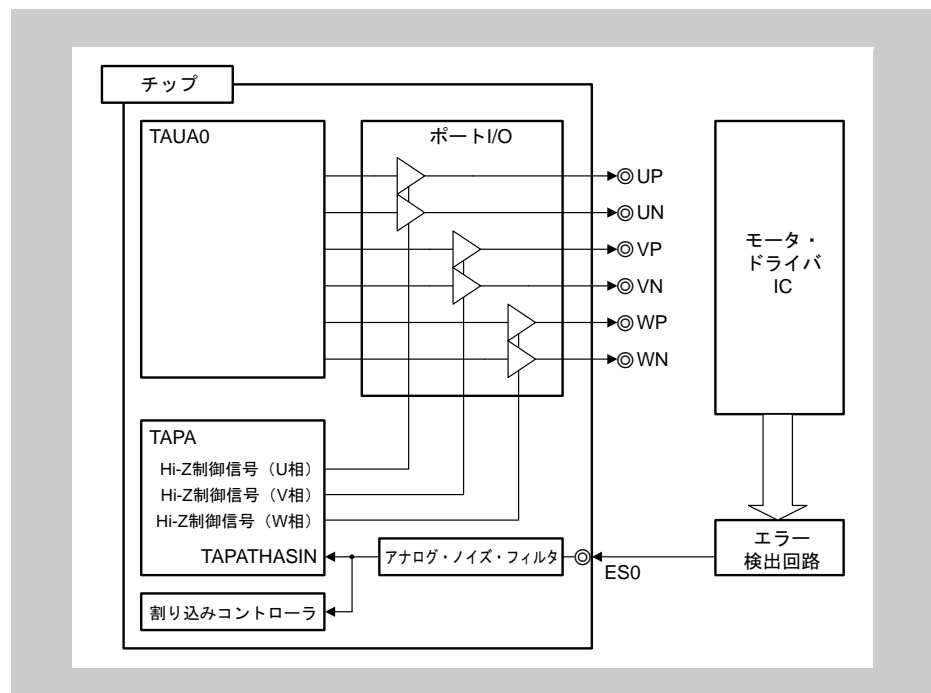 チップ
TAUA0
ポートI/O
UP
UN
VP
VN
WP
WN
モータ・
ドライバ
IC
TAPA
Hi-Z制御信号（U相）
Hi-Z制御信号（V相）
Hi-Z制御信号（W相）
TAPATHASIN
アナログ・ノイズ・フィルタ
ES0
エラー
検出回路
割り込みコントローラ